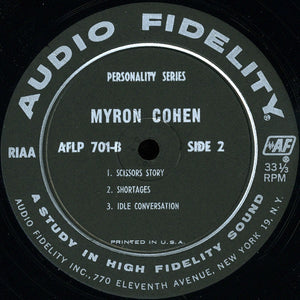 AUDIO FIDELITY®
PERSONALITY SERIES
MYRON COHEN
RIAA
AFLP 701-B
SIDE 2
AF
33⅓
RPM
1. SCISSORS STORY
2. SHORTAGES
3. IDLE CONVERSATION
PRINTED IN U.S.A.
A STUDY IN HIGH FIDELITY SOUND
AUDIO FIDELITY INC., 770 ELEVENTH AVENUE, NEW YORK 19, N.Y.